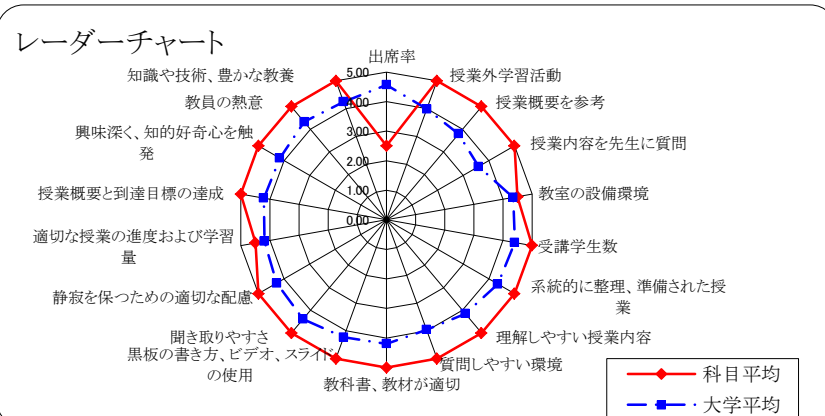 レーダーチャート
出席率
授業外学習活動
授業概要を参考
授業内容を先生に質問
教室の設備環境
受講学生数
系統的に整理、準備された授
業
理解しやすい授業内容
質問しやすい環境
教科書、教材が適切
黒板の書き方、ビデオ、スライド
の使用
聞き取りやすさ
静寂を保つための適切な配慮
適切な授業の進度および学習
量
授業概要と到達目標の達成
興味深く、知的好奇心を触
発
教員の熱意
知識や技術、豊かな教養
5.00
4.00
3.00
2.00
1.00
0.00
科目平均
大学平均